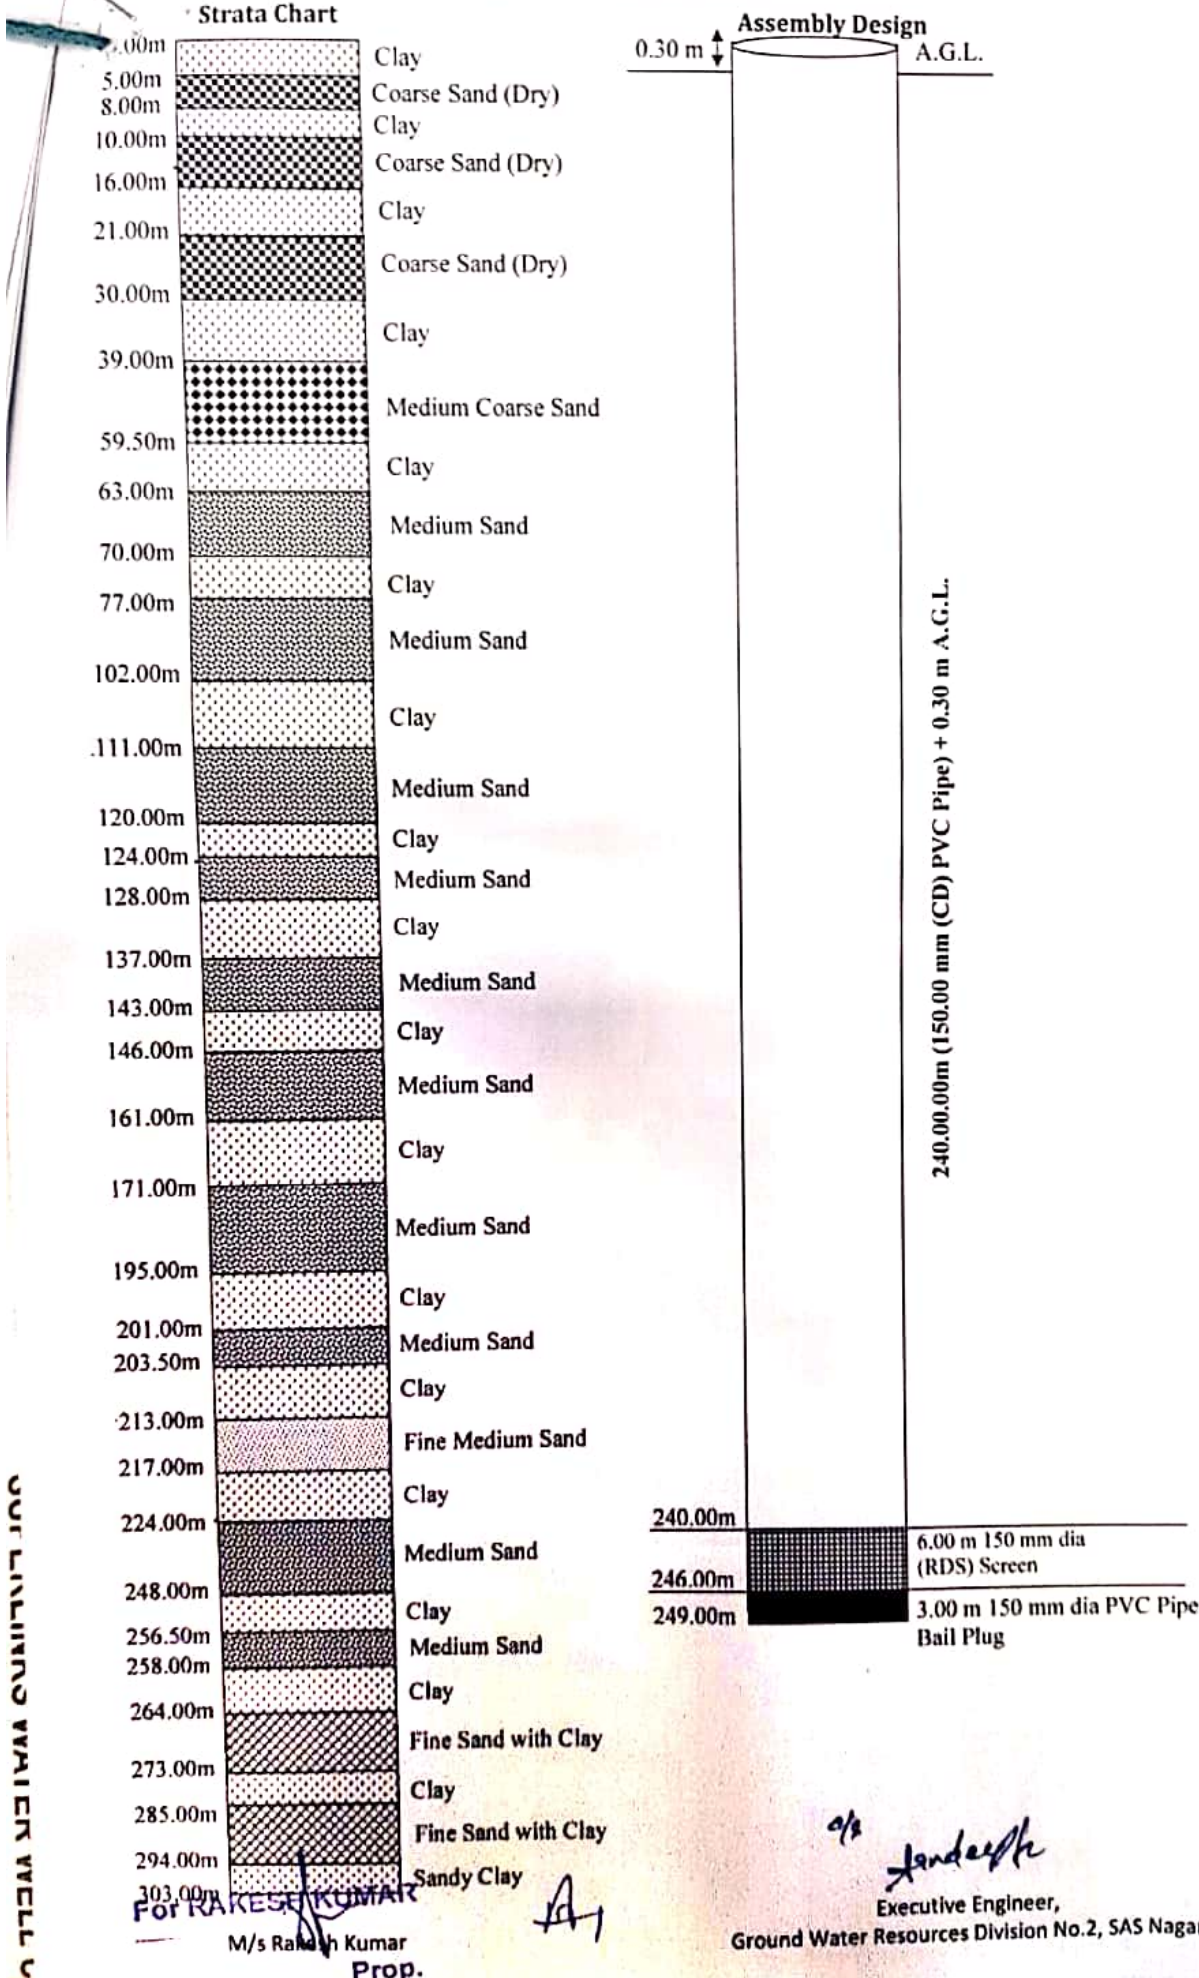 Strata Chart
.00m
Clay
5.00m
Coarse Sand (Dry)
8.00m
Clay
10.00m
Coarse Sand (Dry)
16.00m
Clay
21.00m
Coarse Sand (Dry)
30.00m
Clay
39.00m
Medium Coarse Sand
59.50m
Clay
63.00m
Medium Sand
70.00m
Clay
77.00m
Medium Sand
102.00m
Clay
.111.00m
Medium Sand
120.00m
Clay
124.00m
Medium Sand
128.00m
Clay
137.00m
Medium Sand
143.00m
Clay
146.00m
Medium Sand
161.00m
Clay
171.00m
Medium Sand
195.00m
Clay
201.00m
Medium Sand
203.50m
Clay
213.00m
Fine Medium Sand
217.00m
Clay
224.00m
Medium Sand
248.00m
Clay
256.50m
Medium Sand
258.00m
Clay
264.00m
Fine Sand with Clay
273.00m
Clay
285.00m
Fine Sand with Clay
294.00m
Sandy Clay
303.00m
For RAKESH KUMAR
M/s Rakesh Kumar
Prop.
Assembly Design
0.30 m
A.G.L.
240.00.00m (150.00 mm (CD) PVC Pipe) + 0.30 m A.G.L.
240.00m
6.00 m 150 mm dia
(RDS) Screen
246.00m
249.00m
3.00 m 150 mm dia PVC Pipe
Bail Plug
Executive Engineer,
Ground Water Resources Division No.2, SAS Nagar
WATER WELL